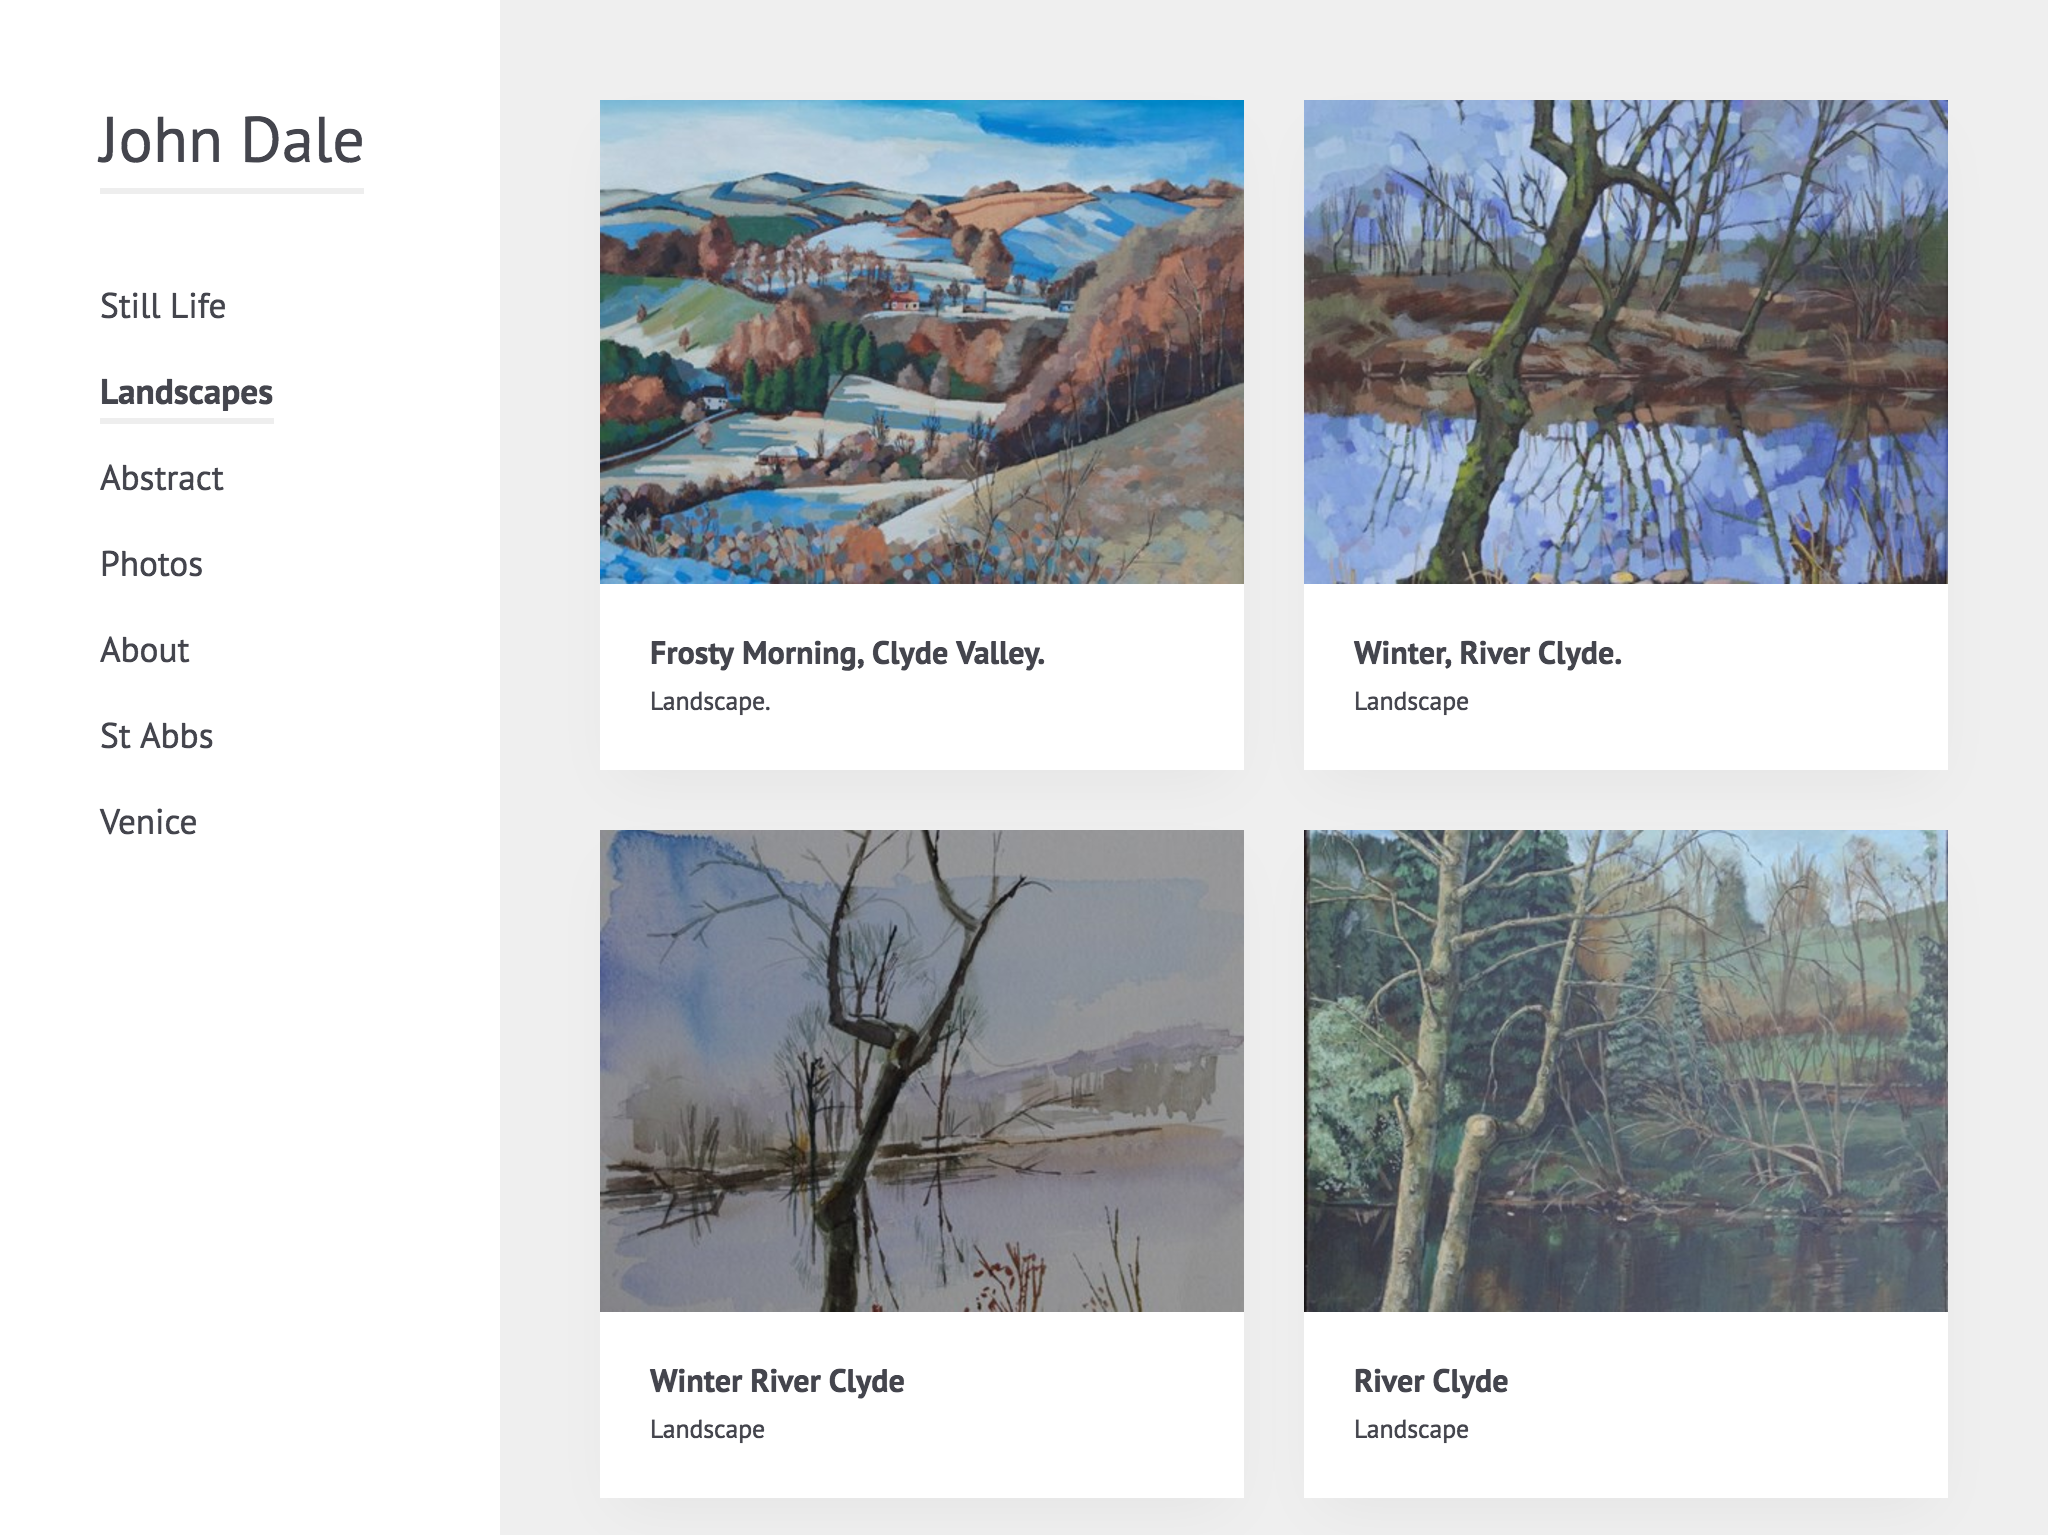 John Dale
Still Life
Landscapes
Abstract
Photos
About
St Abbs
Venice
Frosty Morning, Clyde Valley.
Landscape.
Winter, River Clyde.
Landscape
Winter River Clyde
Landscape
River Clyde
Landscape